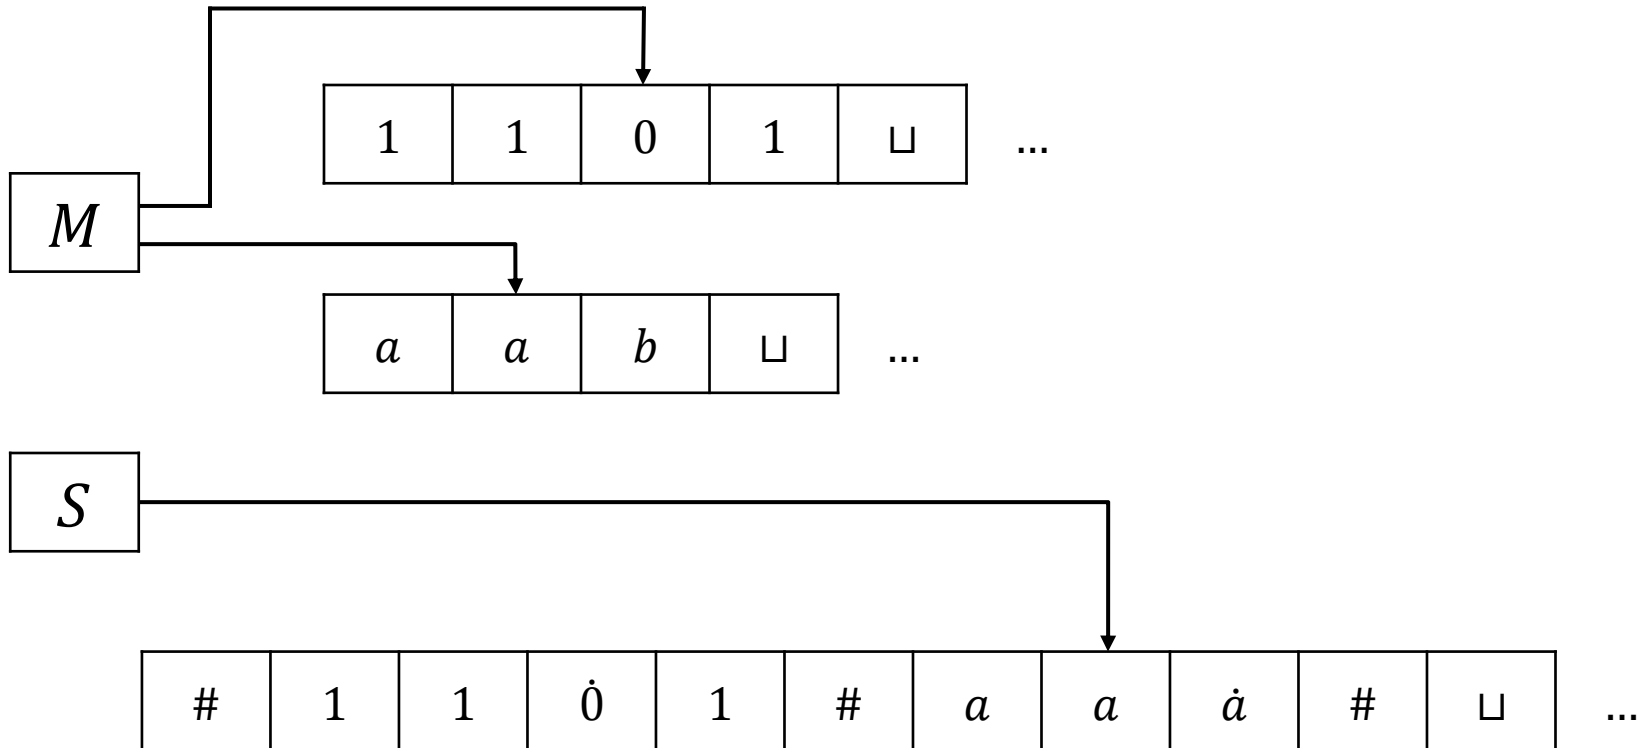 1 1 0 1 ⊔ ...
M
a a b ⊔ ...
S
# 1 1 0̇ 1 # a a ȧ # ⊔ ...